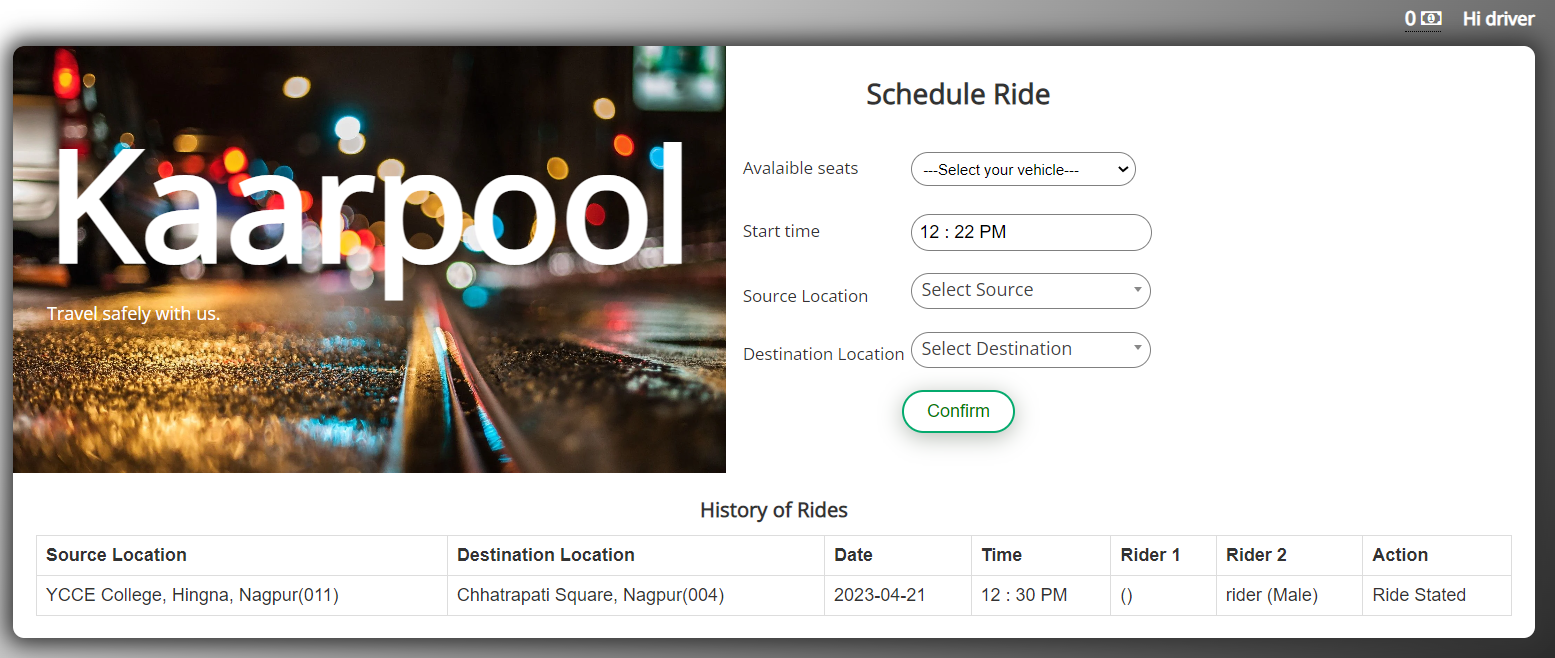 0 Hi driver
Kaarpool
Travel safely with us.
Schedule Ride
Avalaible seats ---Select your vehicle---
Start time 12 : 22 PM
Source Location Select Source
Destination Location Select Destination
Confirm
History of Rides
Source Location Destination Location Date Time Rider 1 Rider 2 Action
YCCE College, Hingna, Nagpur(011) Chhatrapati Square, Nagpur(004) 2023-04-21 12 : 30 PM () rider (Male) Ride Stated